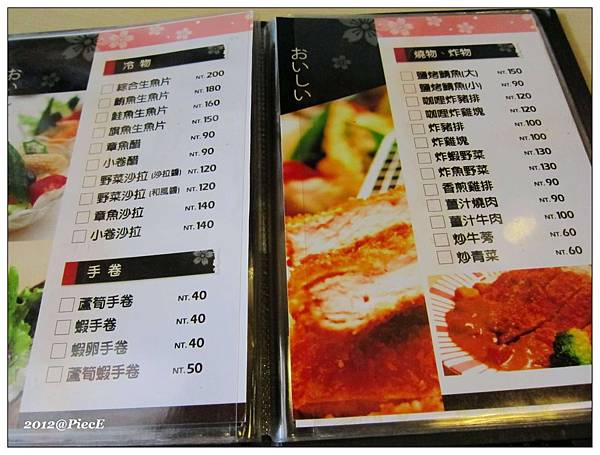 おい
冷物
綜合生魚片 NT. 200
鮪魚生魚片 NT. 180
鮭魚生魚片 NT. 160
旗魚生魚片 NT. 150
章魚醋 NT. 90
小卷醋 NT. 90
野菜沙拉(沙拉醬) NT. 120
野菜沙拉(和風醬) NT. 120
章魚沙拉 NT. 140
小卷沙拉 NT. 140
手卷
蘆筍手卷 NT. 40
蝦手卷 NT. 40
蝦卵手卷 NT. 40
蘆筍蝦手卷 NT. 50
おいしい
燒物、炸物
鹽烤鯖魚(大) NT. 150
鹽烤鯖魚(小) NT. 90
咖哩炸豬排 NT. 120
咖哩炸雞塊 NT. 120
炸豬排 NT. 100
炸雞塊 NT. 100
炸蝦野菜 NT. 130
炸魚野菜 NT. 130
香煎雞排 NT. 90
薑汁燒肉 NT. 90
薑汁牛肉 NT. 100
炒牛蒡 NT. 60
炒青菜 NT. 60
2012@PiecE